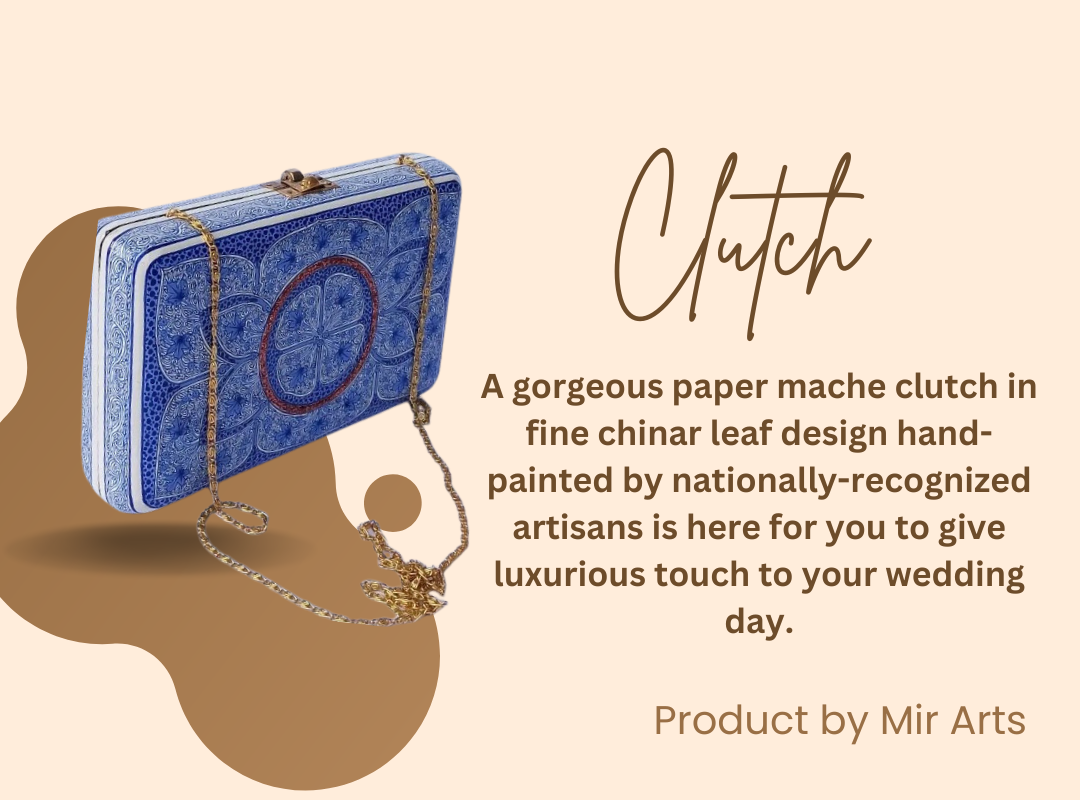 Clutch
A gorgeous paper mache clutch in
fine chinar leaf design hand-
painted by nationally-recognized
artisans is here for you to give
luxurious touch to your wedding
day.
Product by Mir Arts